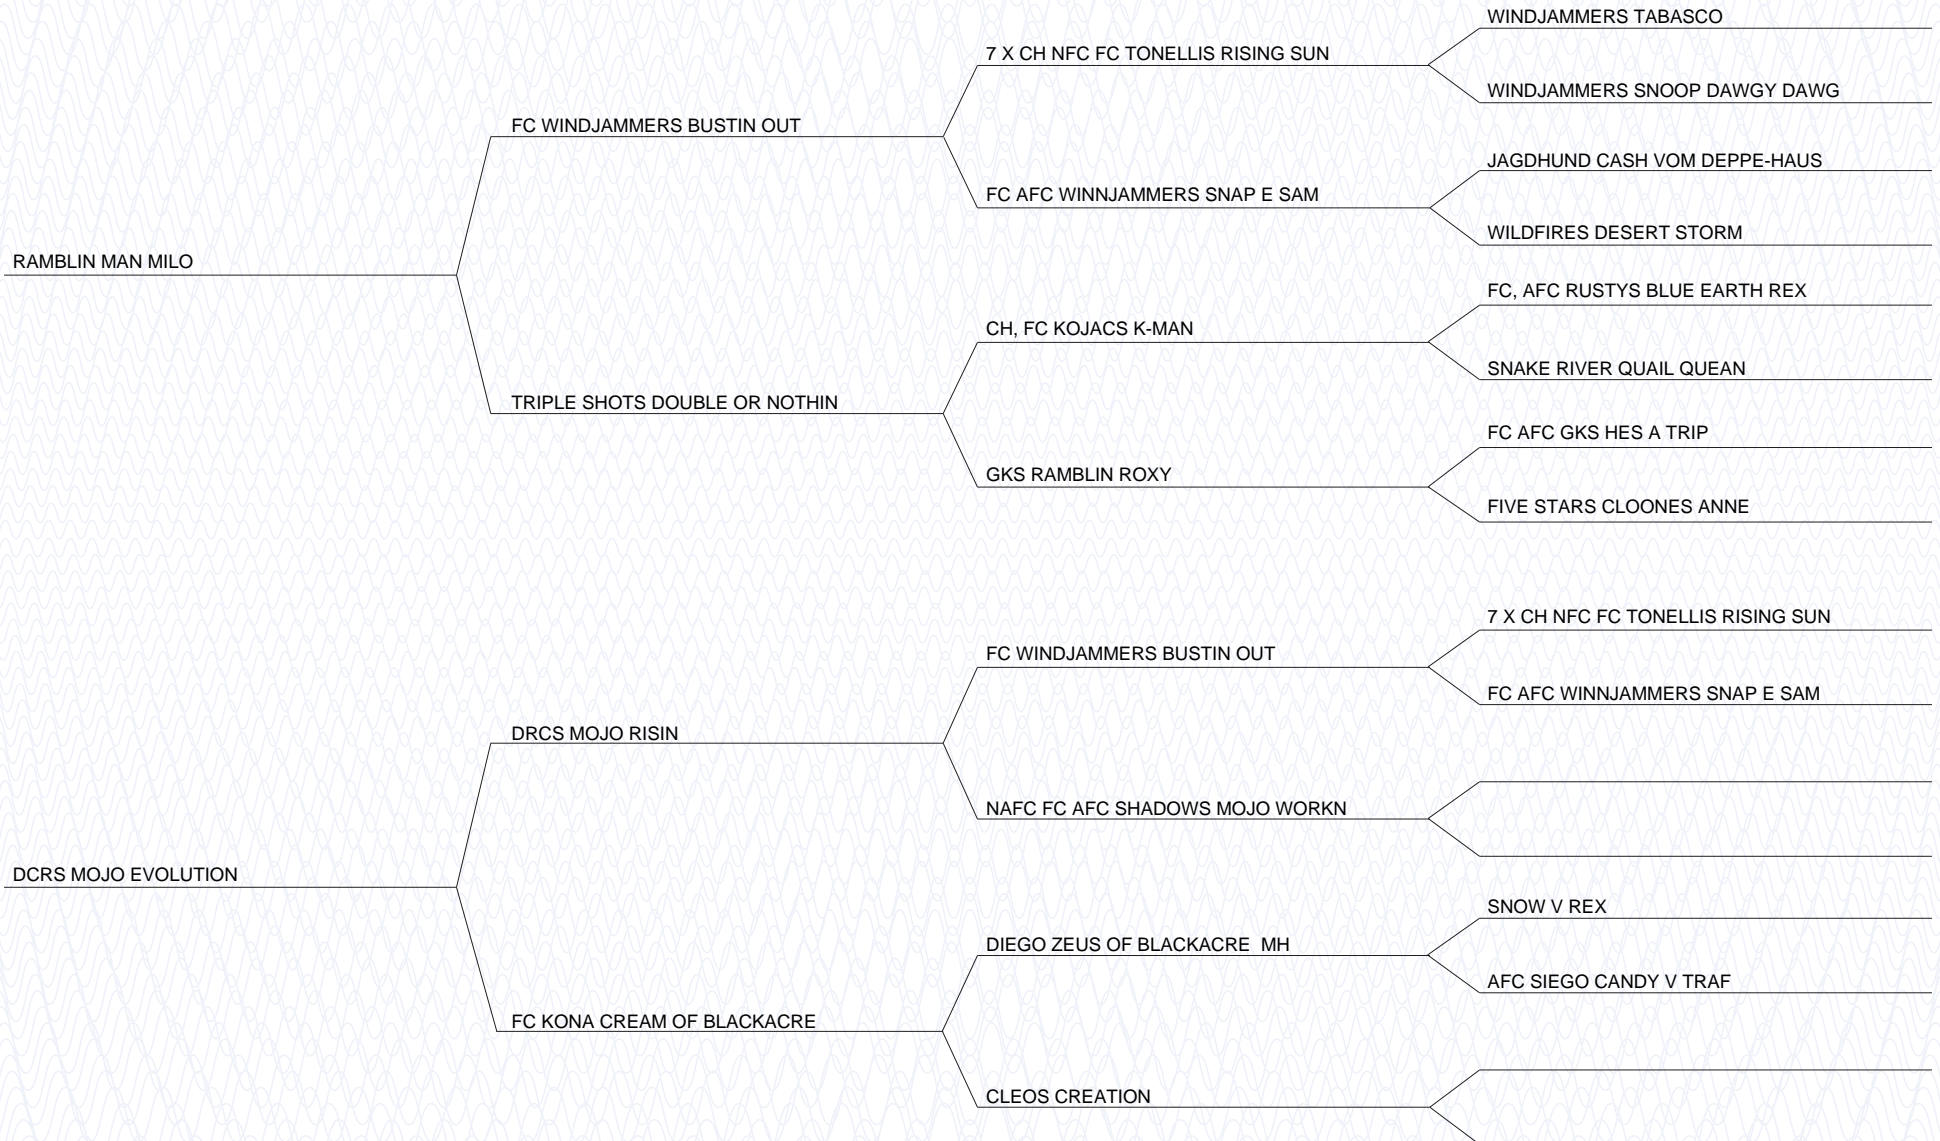 WINDJAMMERS TABASCO
7 X CH NFC FC TONELLIS RISING SUN
WINDJAMMERS SNOOP DAWGY DAWG
FC WINDJAMMERS BUSTIN OUT
JAGDHUND CASH VOM DEPPE-HAUS
FC AFC WINNJAMMERS SNAP E SAM
WILDFIRES DESERT STORM
RAMBLIN MAN MILO
FC, AFC RUSTYS BLUE EARTH REX
CH, FC KOJACS K-MAN
SNAKE RIVER QUAIL QUEAN
TRIPLE SHOTS DOUBLE OR NOTHIN
FC AFC GKS HES A TRIP
GKS RAMBLIN ROXY
FIVE STARS CLOONES ANNE
7 X CH NFC FC TONELLIS RISING SUN
FC WINDJAMMERS BUSTIN OUT
FC AFC WINNJAMMERS SNAP E SAM
DRCS MOJO RISIN
NAFC FC AFC SHADOWS MOJO WORKN
DCRS MOJO EVOLUTION
SNOW V REX
DIEGO ZEUS OF BLACKACRE  MH
AFC SIEGO CANDY V TRAF
FC KONA CREAM OF BLACKACRE
CLEOS CREATION